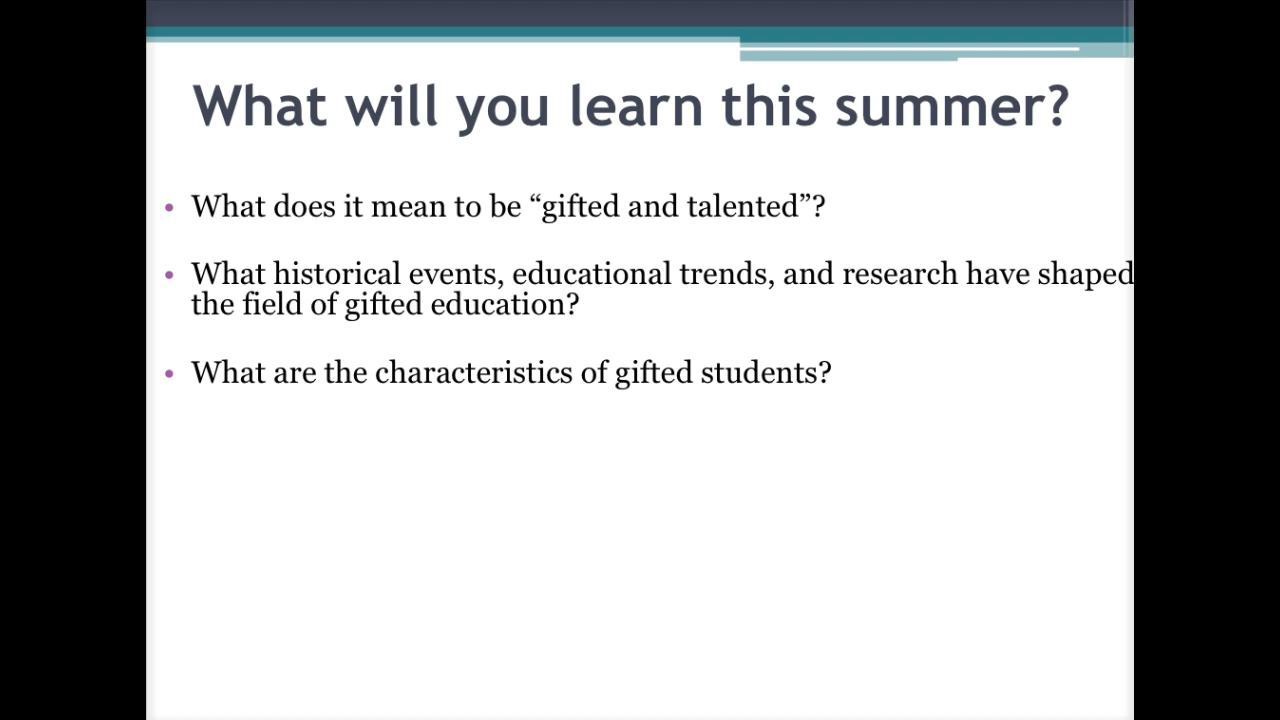 What will you learn this summer?
• What does it mean to be “gifted and talented”?
• What historical events, educational trends, and research have shaped
the field of gifted education?
• What are the characteristics of gifted students?